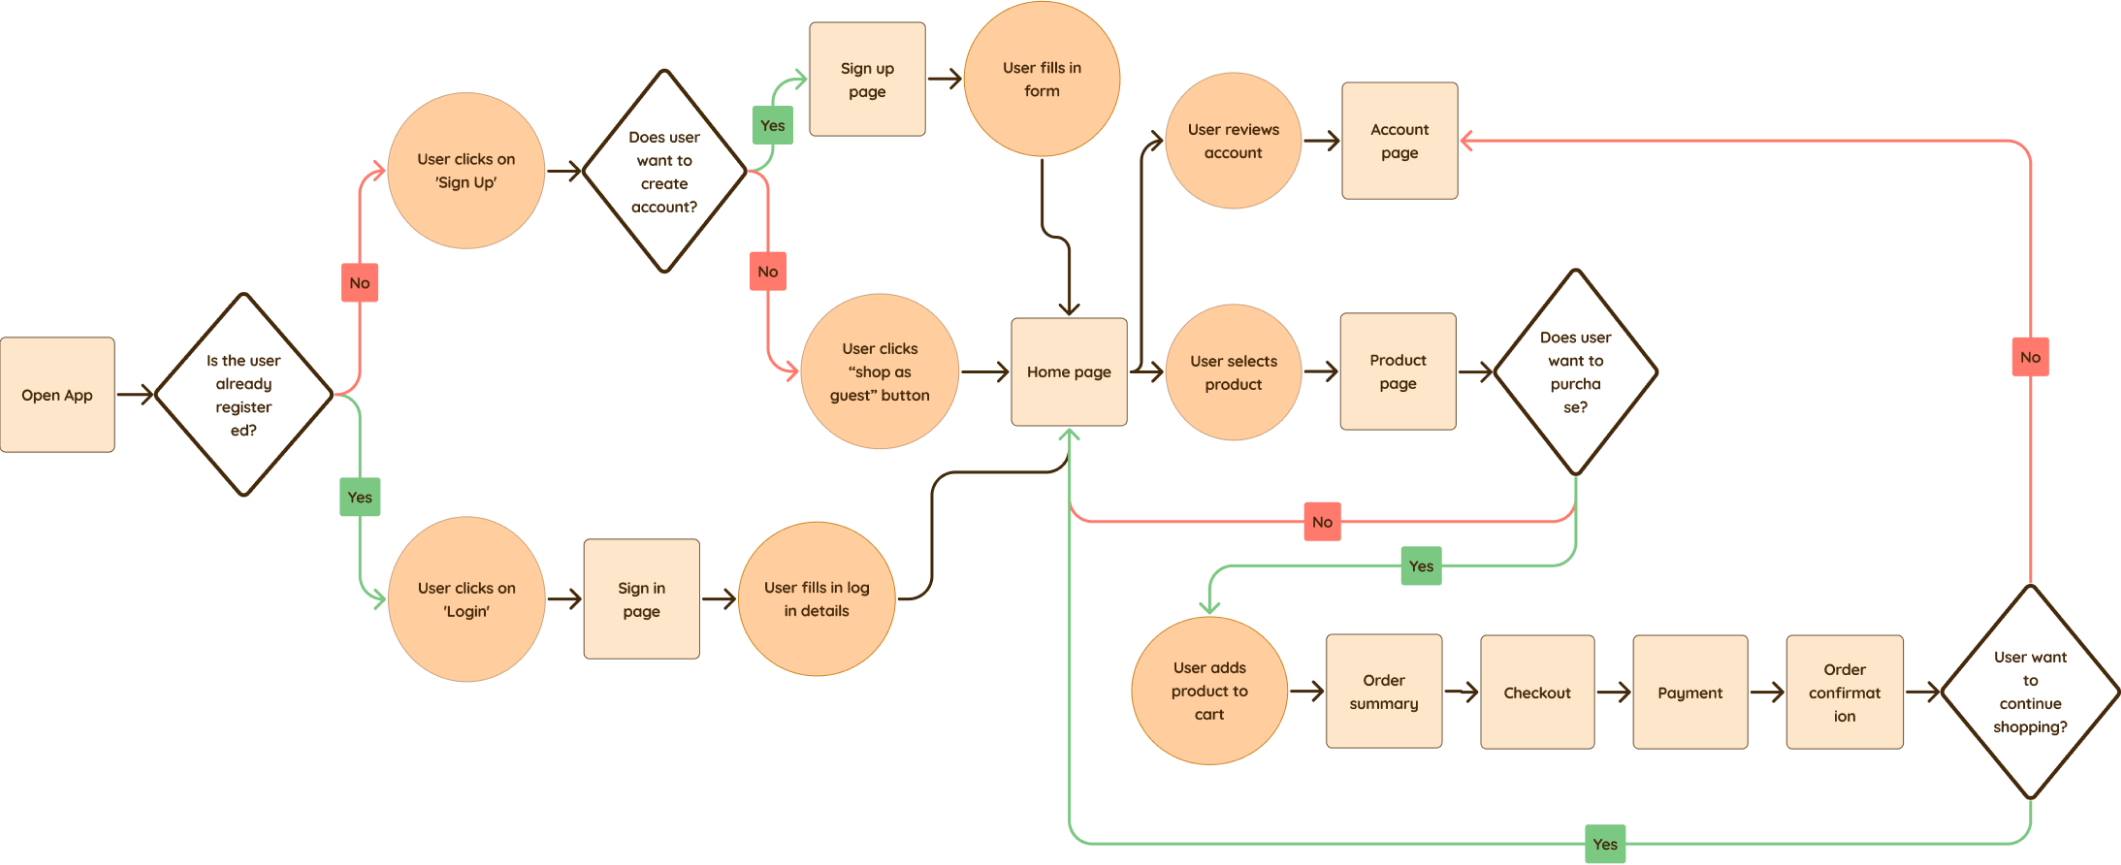 Open App
Is the user
already
register
ed?
No
Yes
User clicks on
'Sign Up'
Does user
want to
create
account?
Yes
No
Sign up
page
User fills in
form
User clicks
“shop as
guest” button
User clicks on
'Login'
Sign in
page
User fills in log
in details
Home page
User reviews
account
Account
page
User selects
product
Product
page
Does user
want to
purcha
se?
No
Yes
User adds
product to
cart
Order
summary
Checkout
Payment
Order
confirmat
ion
User want
to
continue
shopping?
No
Yes